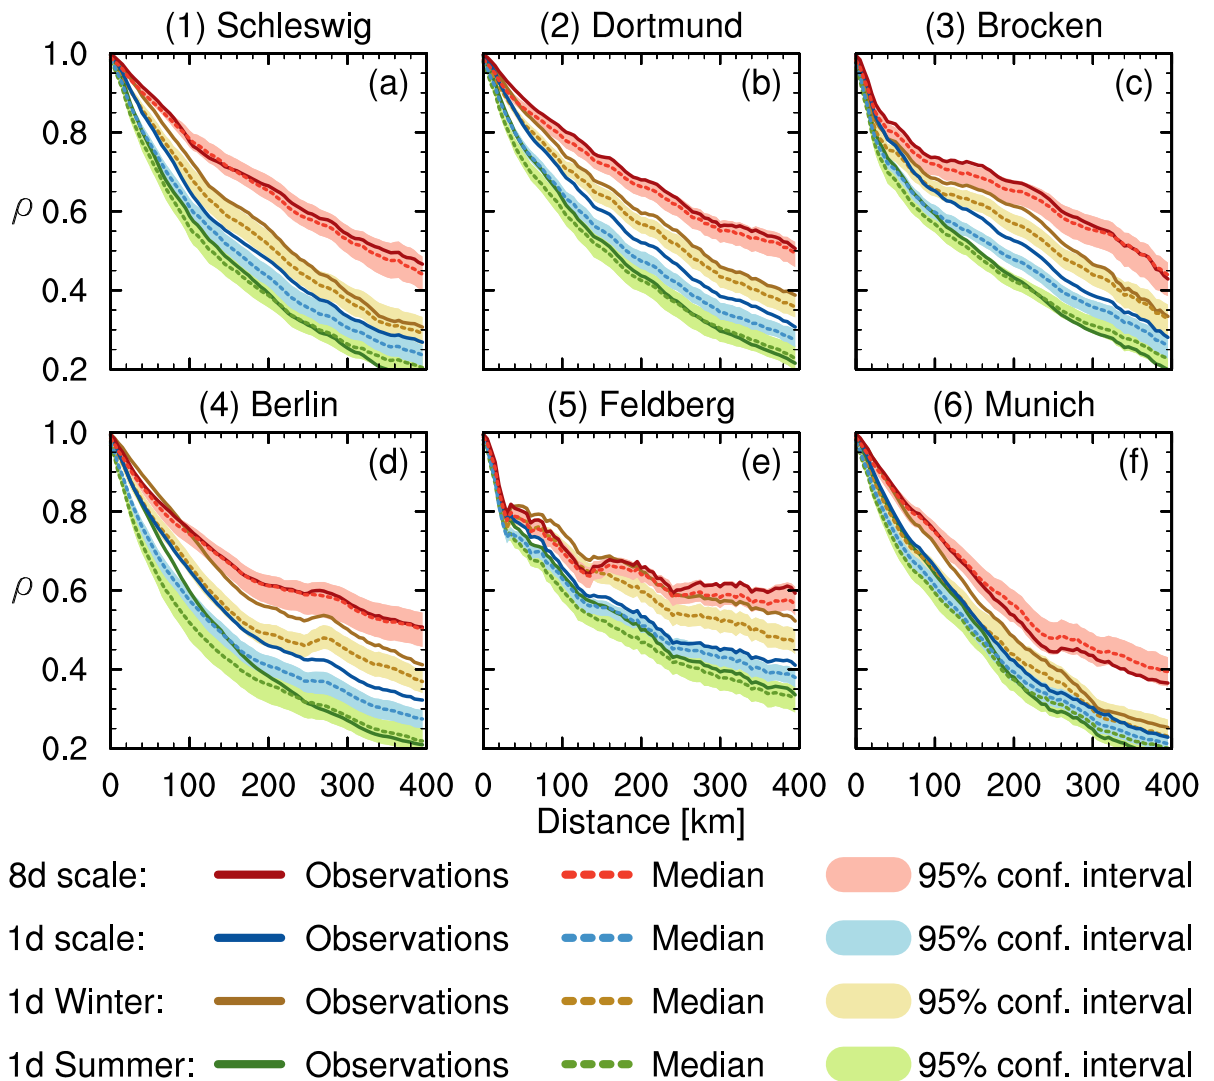 (1) Schleswig (2) Dortmund (3) Brocken
1.0 (a) (b) (c)
0.8
ρ 0.6
0.4
0.2
(4) Berlin (5) Feldberg (6) Munich
1.0 (d) (e) (f)
0.8
ρ 0.6
0.4
0.2
0 100 200 300 400 0 100 200 300 400 0 100 200 300 400
Distance [km]
8d scale: Observations Median 95% conf. interval
1d scale: Observations Median 95% conf. interval
1d Winter: Observations Median 95% conf. interval
1d Summer: Observations Median 95% conf. interval